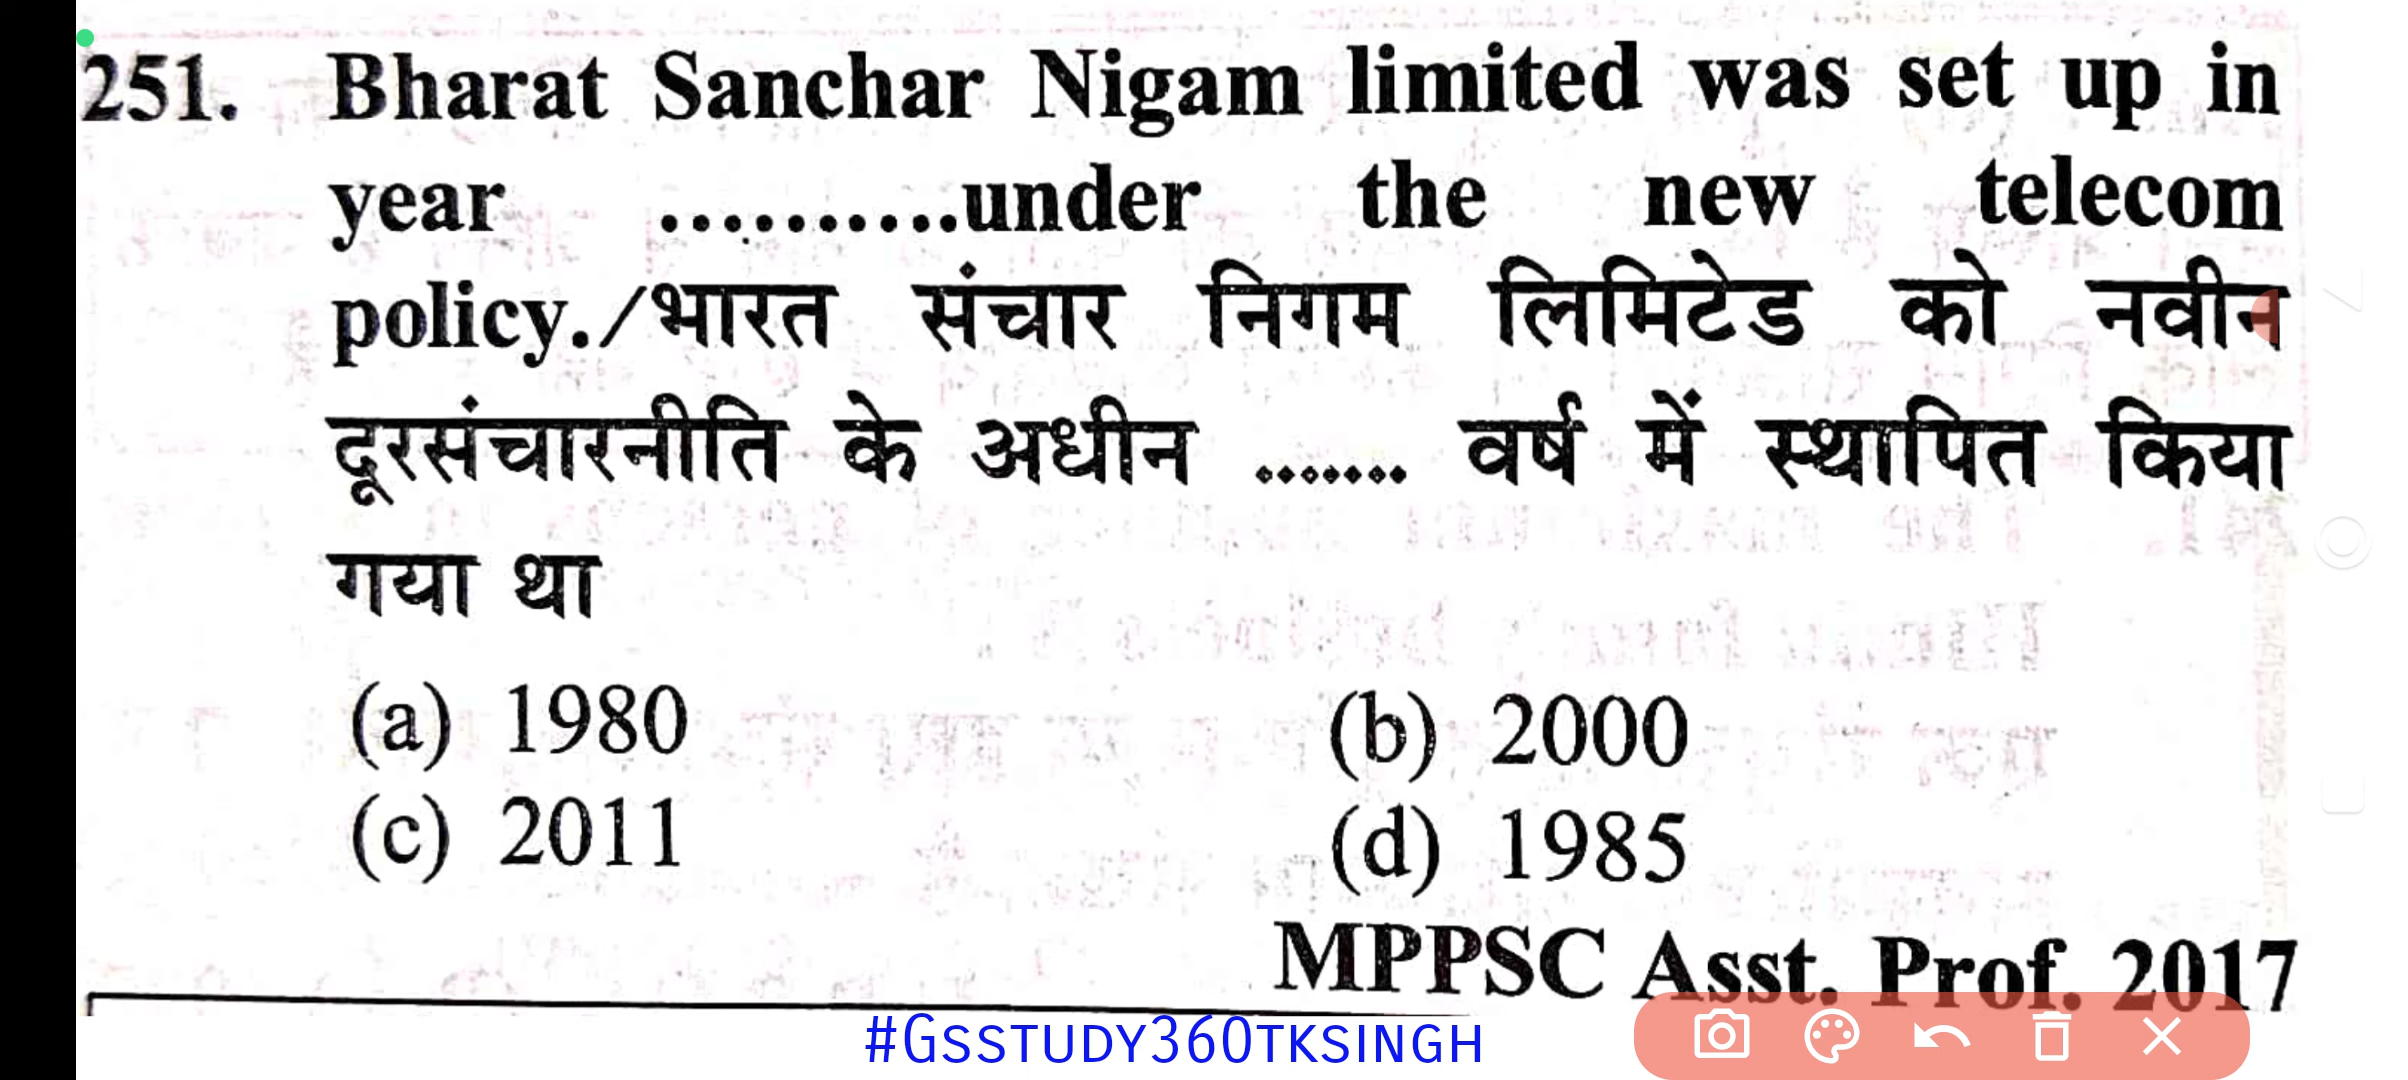 251. Bharat Sanchar Nigam limited was set up in
year ..........under the new telecom
policy./भारत संचार निगम लिमिटेड को नवीन
दूरसंचारनीति के अधीन ....... वर्ष में स्थापित किया
गया था
(a) 1980 (b) 2000
(c) 2011 (d) 1985
MPPSC Asst. Prof. 2017
#GSSTUDY360TKSINGH